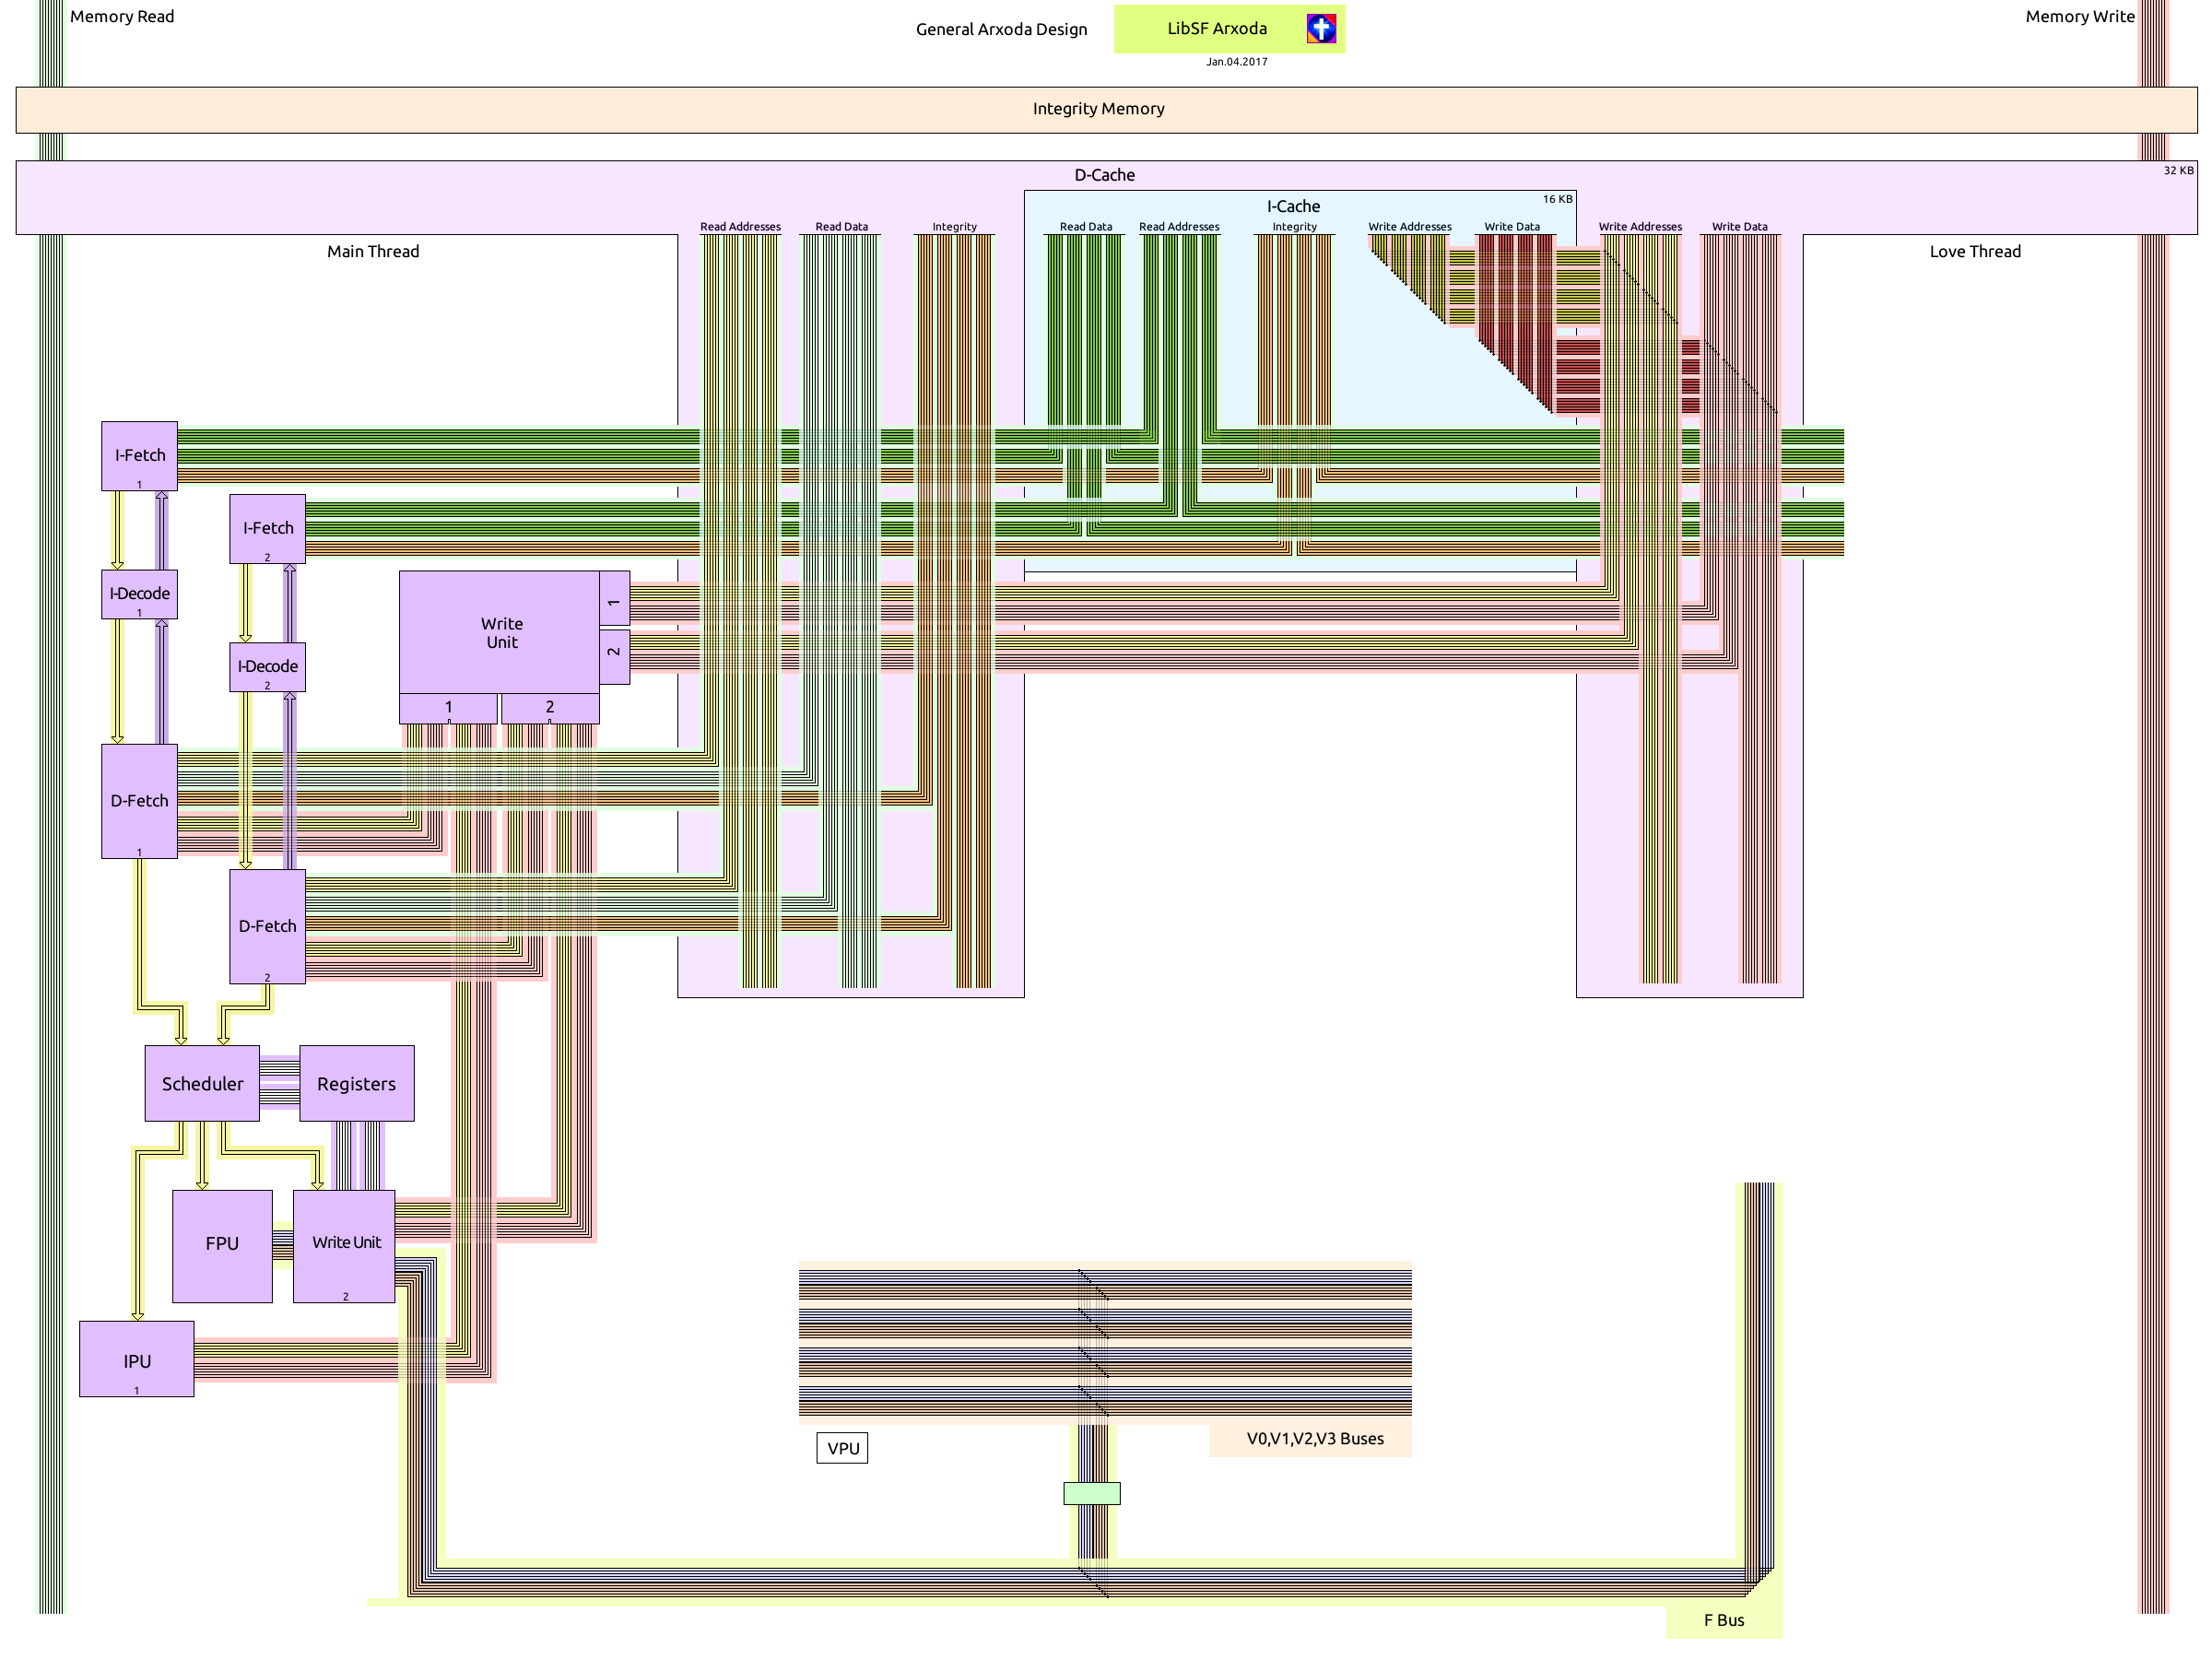 Memory Read
General Arxoda Design
LibSF Arxoda
Memory Write
Jan.04.2017
Integrity Memory
D-Cache
32 KB
I-Cache
16 KB
Read Addresses
Read Data
Integrity
Read Data
Read Addresses
Integrity
Write Addresses
Write Data
Write Addresses
Write Data
Main Thread
Love Thread
I-Fetch
1
I-Fetch
2
I-Decode
1
Write
Unit
1
2
I-Decode
2
1
2
D-Fetch
1
D-Fetch
2
Scheduler
Registers
FPU
Write Unit
2
IPU
1
VPU
V0,V1,V2,V3 Buses
F Bus